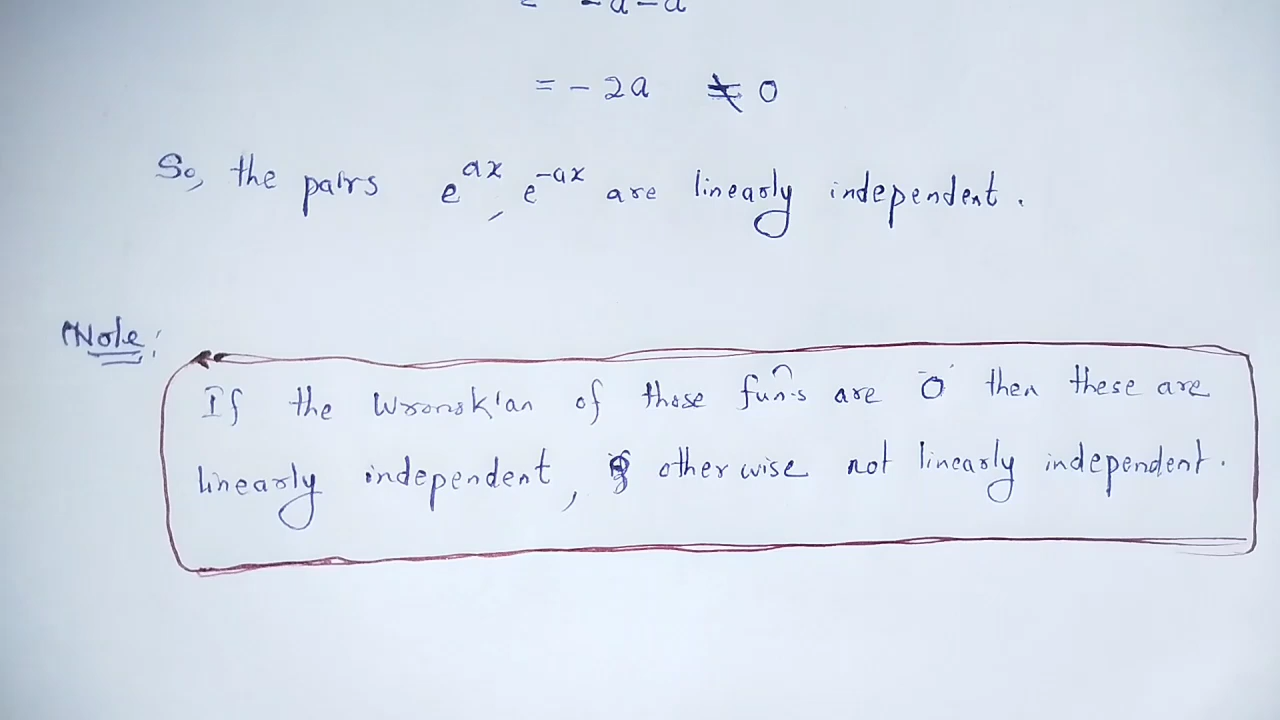 = -a-a
= - 2a ≠ 0
So, the pairs e^{ax}, e^{-ax} are linearly independent.
Note:
If the Wronskian of those fun^n.s are "0" then these are
linearly independent, otherwise not linearly independent.